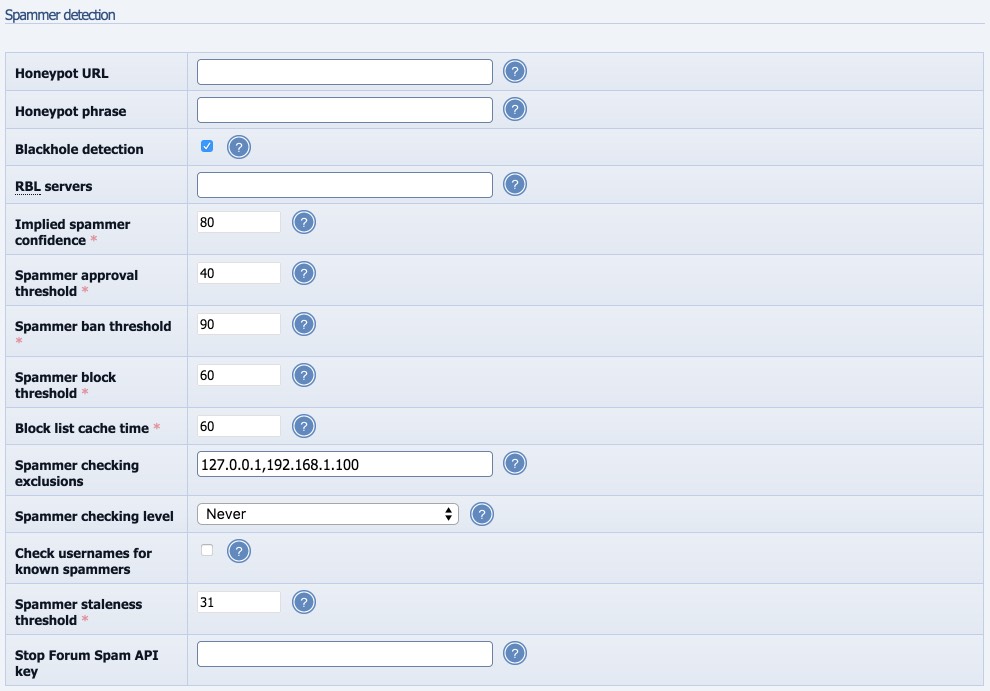 Spammer detection
Honeypot URL ?
Honeypot phrase ?
Blackhole detection ?
RBL servers ?
Implied spammer
confidence * 80 ?
Spammer approval
threshold * 40 ?
Spammer ban threshold
* 90 ?
Spammer block
threshold * 60 ?
Block list cache time * 60 ?
Spammer checking
exclusions 127.0.0.1,192.168.1.100 ?
Spammer checking level Never ?
Check usernames for
known spammers ?
Spammer staleness
threshold * 31 ?
Stop Forum Spam API
key ?